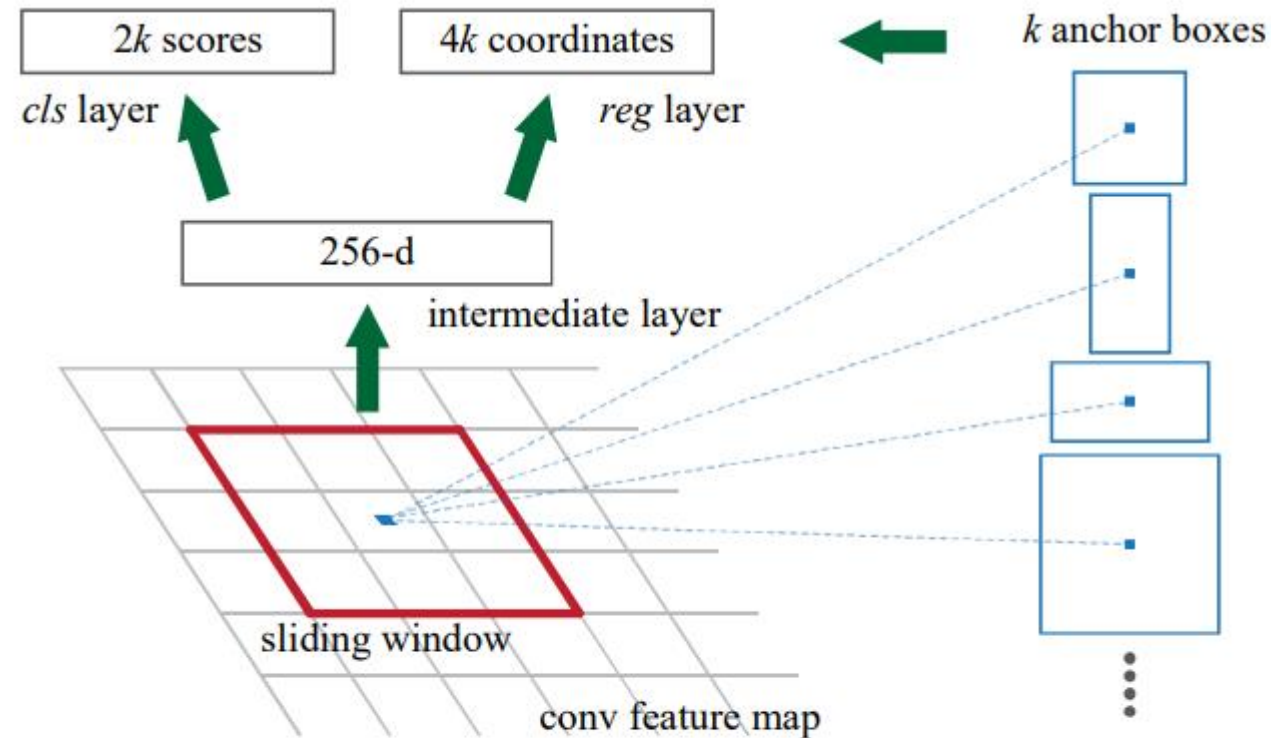 2k scores
4k coordinates
k anchor boxes
cls layer
reg layer
256-d
intermediate layer
sliding window
conv feature map